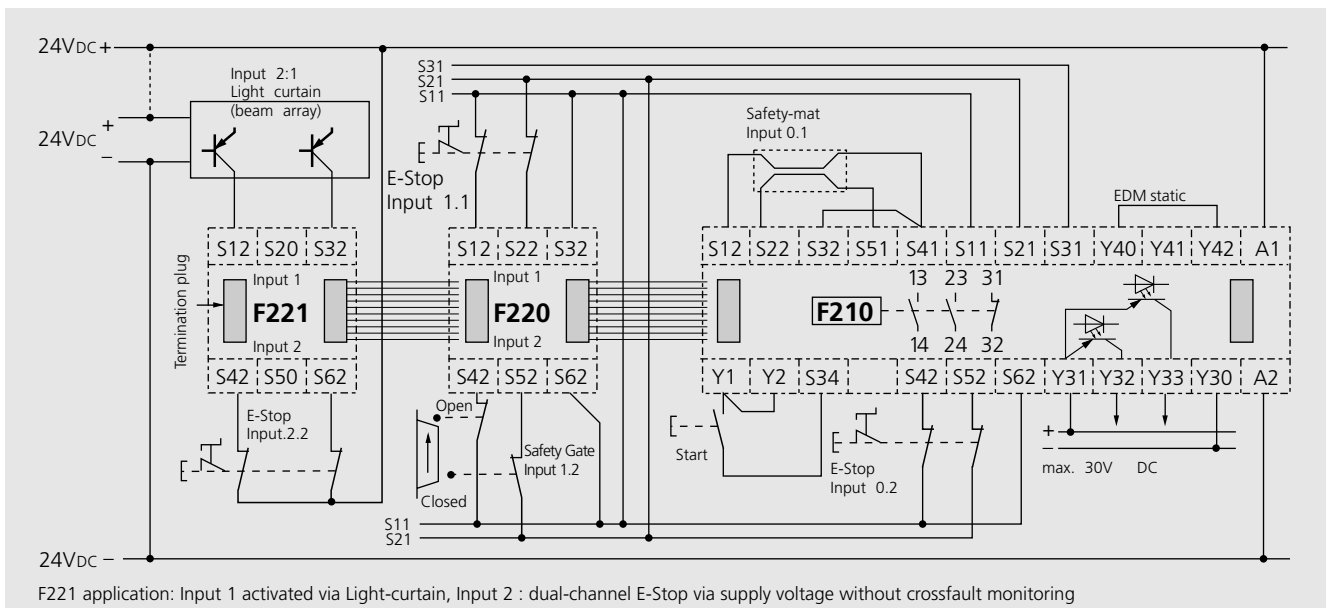 24VDC+
Input 2:1
Light curtain
(beam array)
24VDC
+
−
S31
S21
S11
E-Stop
Input 1.1
Safety-mat
Input 0.1
EDM static
S12 S20 S32
S12 S22 S32
S12 S22 S32 S51 S41 S11 S21 S31 Y40 Y41 Y42 A1
Termination plug
Input 1
F221
Input 2
Input 1
F220
Input 2
F210
13 23 31
14 24 32
S42 S50 S62
S42 S52 S62
Y1 Y2 S34 S42 S52 S62 Y31 Y32 Y33 Y30 A2
E-Stop
Input.2.2
Open
Closed
Safety Gate
Input 1.2
Start
E-Stop
Input 0.2
+
−
max. 30V DC
S11
S21
24VDC −
F221 application: Input 1 activated via Light-curtain, Input 2 : dual-channel E-Stop via supply voltage without crossfault monitoring